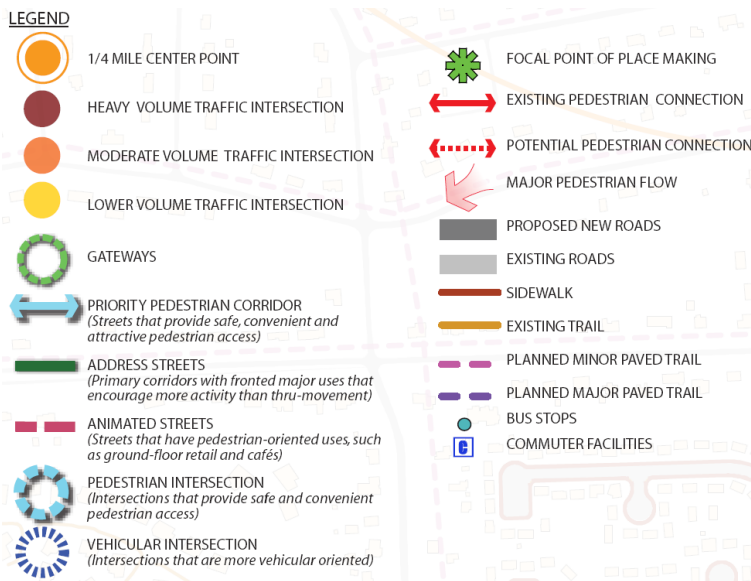 LEGEND
1/4 MILE CENTER POINT
HEAVY VOLUME TRAFFIC INTERSECTION
MODERATE VOLUME TRAFFIC INTERSECTION
LOWER VOLUME TRAFFIC INTERSECTION
GATEWAYS
PRIORITY PEDESTRIAN CORRIDOR
(Streets that provide safe, convenient and
attractive pedestrian access)
ADDRESS STREETS
(Primary corridors with fronted major uses that
encourage more activity than thru-movement)
ANIMATED STREETS
(Streets that have pedestrian-oriented uses, such
as ground-floor retail and cafés)
PEDESTRIAN INTERSECTION
(Intersections that provide safe and convenient
pedestrian access)
VEHICULAR INTERSECTION
(Intersections that are more vehicular oriented)
FOCAL POINT OF PLACE MAKING
EXISTING PEDESTRIAN CONNECTION
POTENTIAL PEDESTRIAN CONNECTION
MAJOR PEDESTRIAN FLOW
PROPOSED NEW ROADS
EXISTING ROADS
SIDEWALK
EXISTING TRAIL
PLANNED MINOR PAVED TRAIL
PLANNED MAJOR PAVED TRAIL
BUS STOPS
C COMMUTER FACILITIES